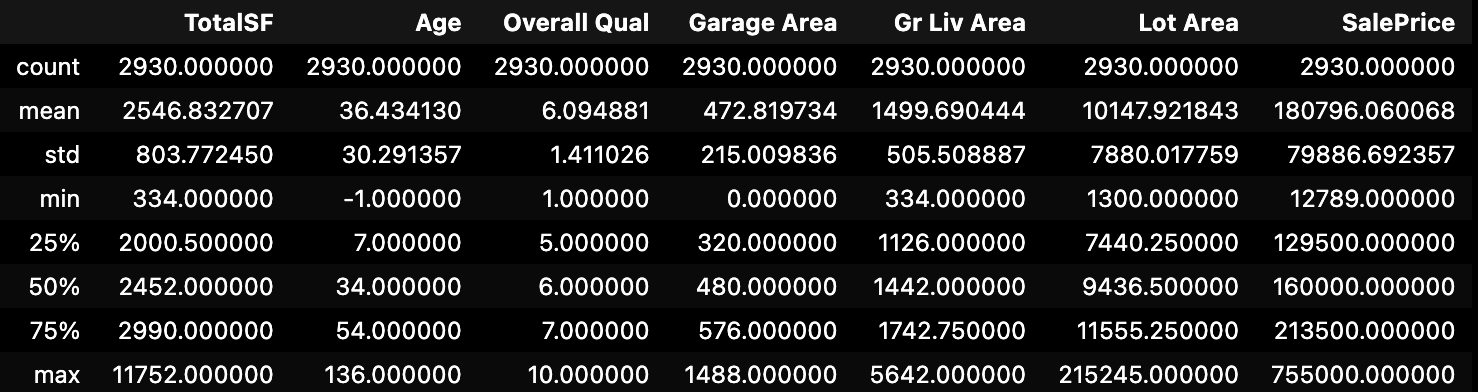 TotalSF Age Overall Qual Garage Area Gr Liv Area Lot Area SalePrice
count 2930.000000 2930.000000 2930.000000 2930.000000 2930.000000 2930.000000 2930.000000
mean 2546.832707 36.434130 6.094881 472.819734 1499.690444 10147.921843 180796.060068
std 803.772450 30.291357 1.411026 215.009836 505.508887 7880.017759 79886.692357
min 334.000000 -1.000000 1.000000 0.000000 334.000000 1300.000000 12789.000000
25% 2000.500000 7.000000 5.000000 320.000000 1126.000000 7440.250000 129500.000000
50% 2452.000000 34.000000 6.000000 480.000000 1442.000000 9436.500000 160000.000000
75% 2990.000000 54.000000 7.000000 576.000000 1742.750000 11555.250000 213500.000000
max 11752.000000 136.000000 10.000000 1488.000000 5642.000000 215245.000000 755000.000000